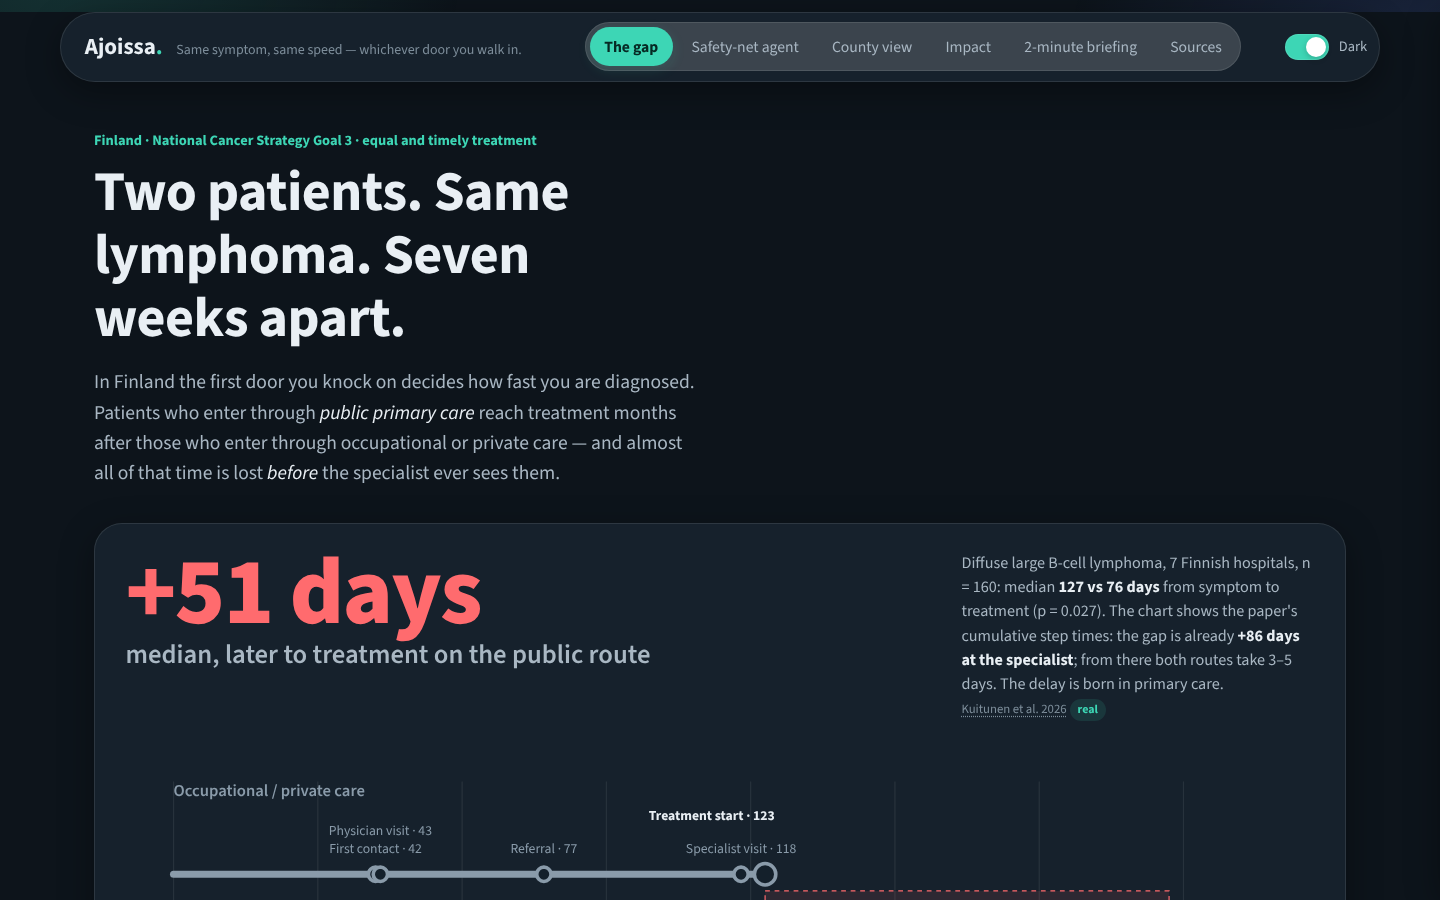 Ajoissa. Same symptom, same speed — whichever door you walk in.
The gap
Safety-net agent
County view
Impact
2-minute briefing
Sources
Dark
Finland · National Cancer Strategy Goal 3 · equal and timely treatment
Two patients. Same
lymphoma. Seven
weeks apart.
In Finland the first door you knock on decides how fast you are diagnosed.
Patients who enter through public primary care reach treatment months
after those who enter through occupational or private care — and almost
all of that time is lost before the specialist ever sees them.
+51 days
median, later to treatment on the public route
Diffuse large B-cell lymphoma, 7 Finnish hospitals, n
= 160: median 127 vs 76 days from symptom to
treatment (p = 0.027). The chart shows the paper's
cumulative step times: the gap is already +86 days
at the specialist; from there both routes take 3–5
days. The delay is born in primary care.
Kuitunen et al. 2026 real
Occupational / private care
Treatment start · 123
Physician visit · 43
First contact · 42
Referral · 77
Specialist visit · 118